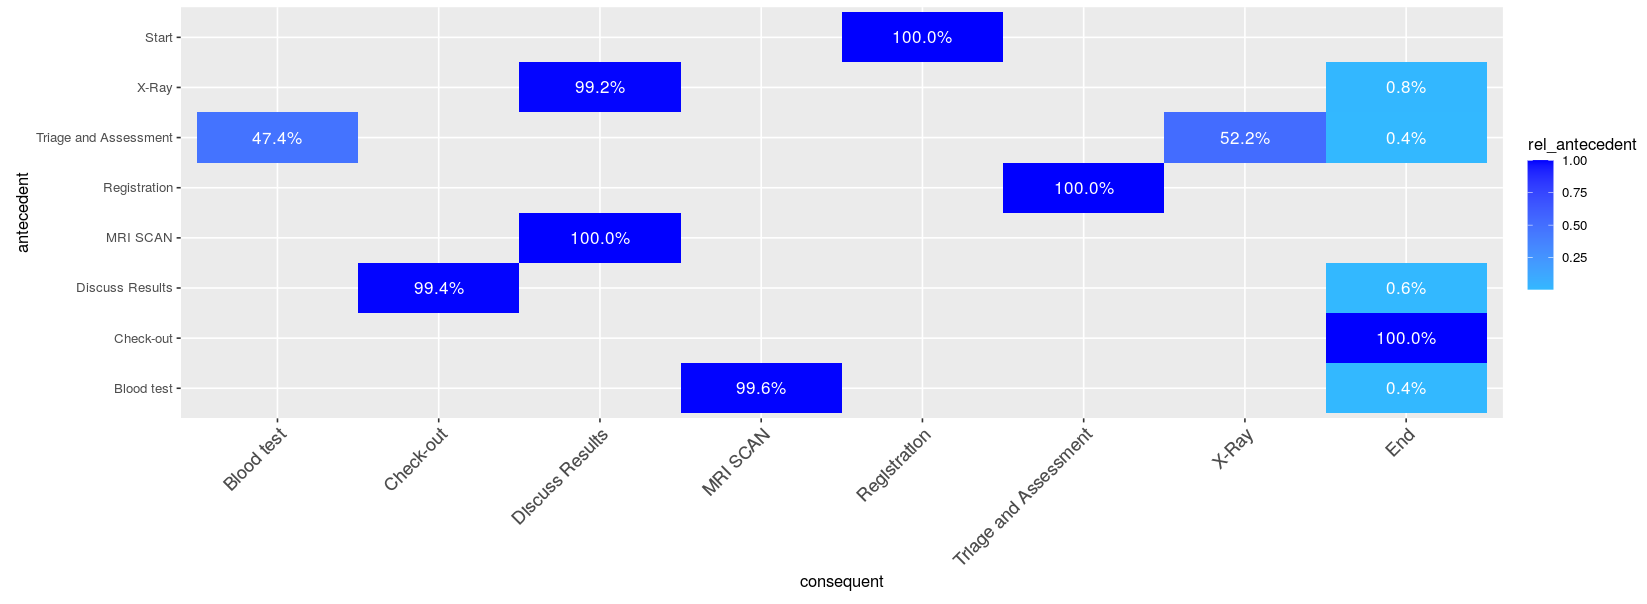 Start
100.0%
X-Ray
99.2%
0.8%
Triage and Assessment
47.4%
52.2%
0.4%
Registration
100.0%
MRI SCAN
100.0%
Discuss Results
99.4%
0.6%
Check-out
100.0%
Blood test
99.6%
0.4%
antecedent
Blood test
Check-out
Discuss Results
MRI SCAN
Registration
Triage and Assessment
X-Ray
End
consequent
rel_antecedent
1.00
0.75
0.50
0.25